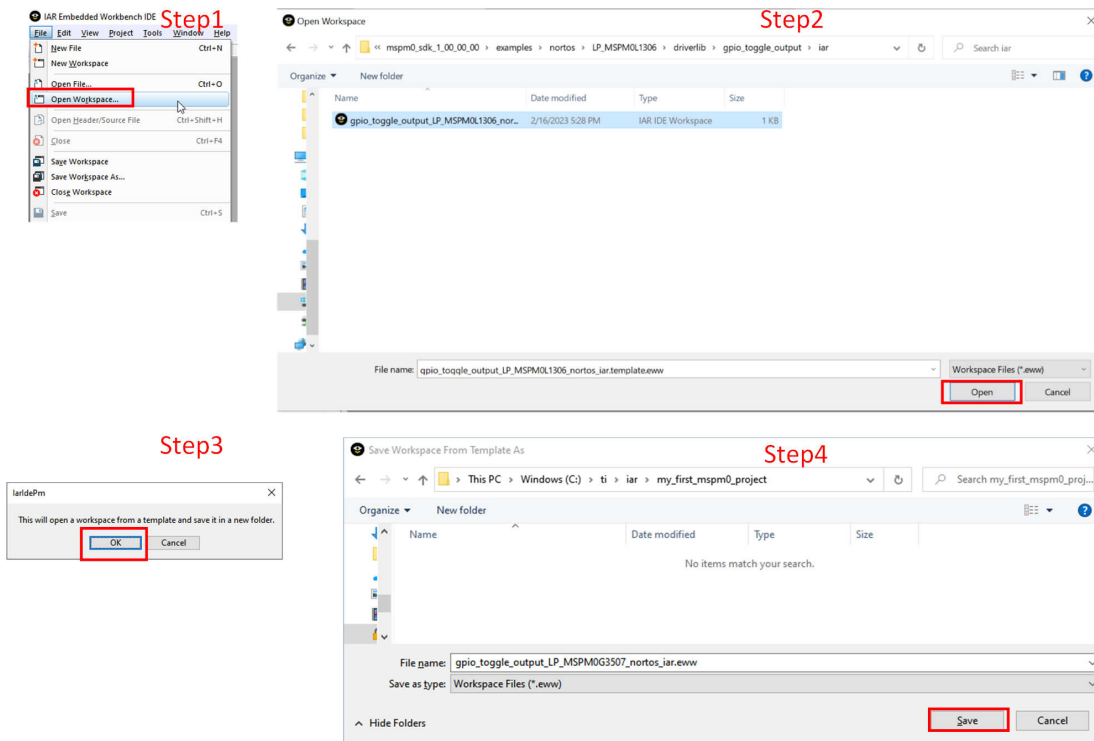 IAR Embedded Workbench IDE
Step1
File Edit View Project Tools Window Help
New File Ctrl+N
New Workspace
Open File... Ctrl+O
Open Workspace...
Open Header/Source File Ctrl+Shift+H
Close Ctrl+F4
Save Workspace
Save Workspace As...
Close Workspace
Save Ctrl+S
Step2
Open Workspace
« mspm0_sdk_1_00_00_00 › examples › nortos › LP_MSPM0L1306 › driverlib › gpio_toggle_output › iar
Search iar
Organize New folder
Name Date modified Type Size
gpio_toggle_output_LP_MSPM0L1306_nor... 2/16/2023 5:28 PM IAR IDE Workspace 1 KB
File name: gpio_toggle_output_LP_MSPM0L1306_nortos_iar.template.eww Workspace Files (*.eww)
Open Cancel
Step3
IarIdePm
This will open a workspace from a template and save it in a new folder.
OK Cancel
Step4
Save Workspace From Template As
› This PC › Windows (C:) › ti › iar › my_first_mspm0_project
Search my_first_mspm0_proj...
Organize New folder
Name Date modified Type Size
No items match your search.
File name: gpio_toggle_output_LP_MSPM0G3507_nortos_iar.eww
Save as type: Workspace Files (*.eww)
Hide Folders Save Cancel